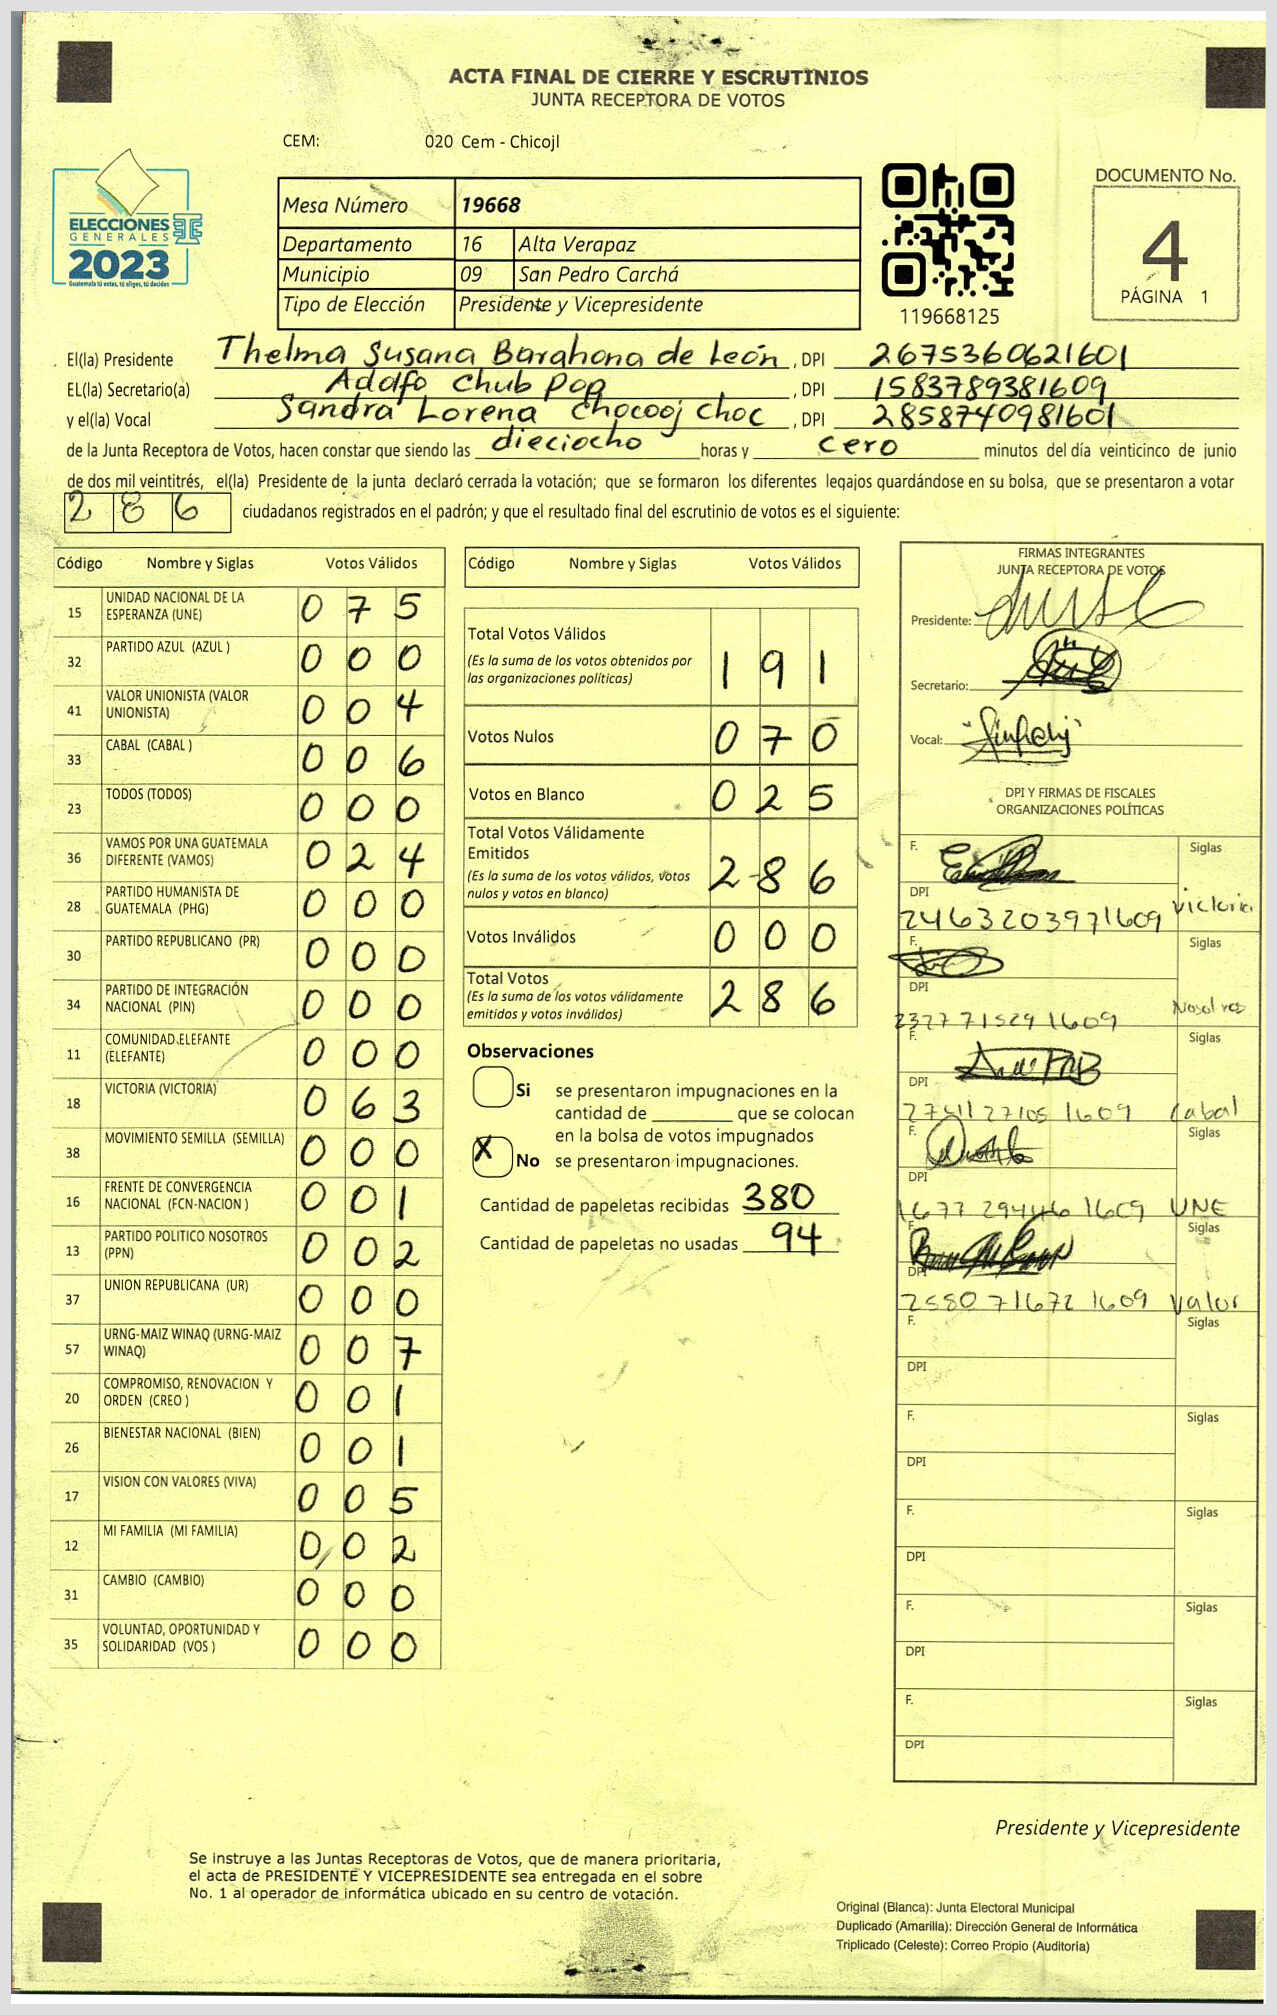 ACTA FINAL DE CIERRE Y ESCRUTINIOS
JUNTA RECEPTORA DE VOTOS
CEM: 020 Cem - Chicojl
ELECCIONES
GENERALES
2023
Guatemala tú votas, tú eliges, tú decides
Mesa Número 19668
Departamento 16 Alta Verapaz
Municipio 09 San Pedro Carchá
Tipo de Elección Presidente y Vicepresidente
119668125
DOCUMENTO No.
4
PÁGINA 1
El(la) Presidente Thelma Susana Barahona de León, DPI 2675360621601
EL(la) Secretario(a) Adolfo Chub Pop, DPI 1583789381609
y el(la) Vocal Sandra Lorena Chocooj Choc, DPI 2858740981601
de la Junta Receptora de Votos, hacen constar que siendo las dieciocho horas y cero minutos del día veinticinco de junio
de dos mil veintitrés, el(la) Presidente de la junta declaró cerrada la votación; que se formaron los diferentes legajos guardándose en su bolsa, que se presentaron a votar
286 ciudadanos registrados en el padrón; y que el resultado final del escrutinio de votos es el siguiente:
Código Nombre y Siglas Votos Válidos
15 UNIDAD NACIONAL DE LA ESPERANZA (UNE) 0 7 5
32 PARTIDO AZUL (AZUL ) 0 0 0
41 VALOR UNIONISTA (VALOR UNIONISTA) 0 0 4
33 CABAL (CABAL ) 0 0 6
23 TODOS (TODOS) 0 0 0
36 VAMOS POR UNA GUATEMALA DIFERENTE (VAMOS) 0 2 4
28 PARTIDO HUMANISTA DE GUATEMALA (PHG) 0 0 0
30 PARTIDO REPUBLICANO (PR) 0 0 0
34 PARTIDO DE INTEGRACIÓN NACIONAL (PIN) 0 0 0
11 COMUNIDAD ELEFANTE (ELEFANTE) 0 0 0
18 VICTORIA (VICTORIA) 0 6 3
38 MOVIMIENTO SEMILLA (SEMILLA) 0 0 0
16 FRENTE DE CONVERGENCIA NACIONAL (FCN-NACION ) 0 0 1
13 PARTIDO POLITICO NOSOTROS (PPN) 0 0 2
37 UNION REPUBLICANA (UR) 0 0 0
57 URNG-MAIZ WINAQ (URNG-MAIZ WINAQ) 0 0 7
20 COMPROMISO, RENOVACION Y ORDEN (CREO ) 0 0 1
26 BIENESTAR NACIONAL (BIEN) 0 0 1
17 VISION CON VALORES (VIVA) 0 0 5
12 MI FAMILIA (MI FAMILIA) 0 0 2
31 CAMBIO (CAMBIO) 0 0 0
35 VOLUNTAD, OPORTUNIDAD Y SOLIDARIDAD (VOS ) 0 0 0
Código Nombre y Siglas Votos Válidos
Total Votos Válidos
(Es la suma de los votos obtenidos por
las organizaciones políticas) 1 9 1
Votos Nulos 0 7 0
Votos en Blanco 0 2 5
Total Votos Válidamente
Emitidos
(Es la suma de los votos válidos, votos
nulos y votos en blanco) 2 8 6
Votos Inválidos 0 0 0
Total Votos
(Es la suma de los votos válidamente
emitidos y votos inválidos) 2 8 6
Observaciones
Si se presentaron impugnaciones en la
cantidad de ________ que se colocan
en la bolsa de votos impugnados
X No se presentaron impugnaciones.
Cantidad de papeletas recibidas 380
Cantidad de papeletas no usadas 94
FIRMAS INTEGRANTES
JUNTA RECEPTORA DE VOTOS
Presidente:
Secretario:
Vocal:
DPI Y FIRMAS DE FISCALES
ORGANIZACIONES POLÍTICAS
F. Siglas
DPI
2463203971609 Victoria
F. Siglas
DPI
2327715291609 Nosotros
F. Siglas
DPI
1609 Cabal
F. Siglas
DPI
1609 UNE
F. Siglas
DPI
2580716721609 Valor
F. Siglas
DPI
F. Siglas
DPI
F. Siglas
DPI
F. Siglas
DPI
F. Siglas
DPI
Presidente y Vicepresidente
Se instruye a las Juntas Receptoras de Votos, que de manera prioritaria,
el acta de PRESIDENTE Y VICEPRESIDENTE sea entregada en el sobre
No. 1 al operador de informática ubicado en su centro de votación.
Original (Blanca): Junta Electoral Municipal
Duplicado (Amarilla): Dirección General de Informática
Triplicado (Celeste): Correo Propio (Auditoría)